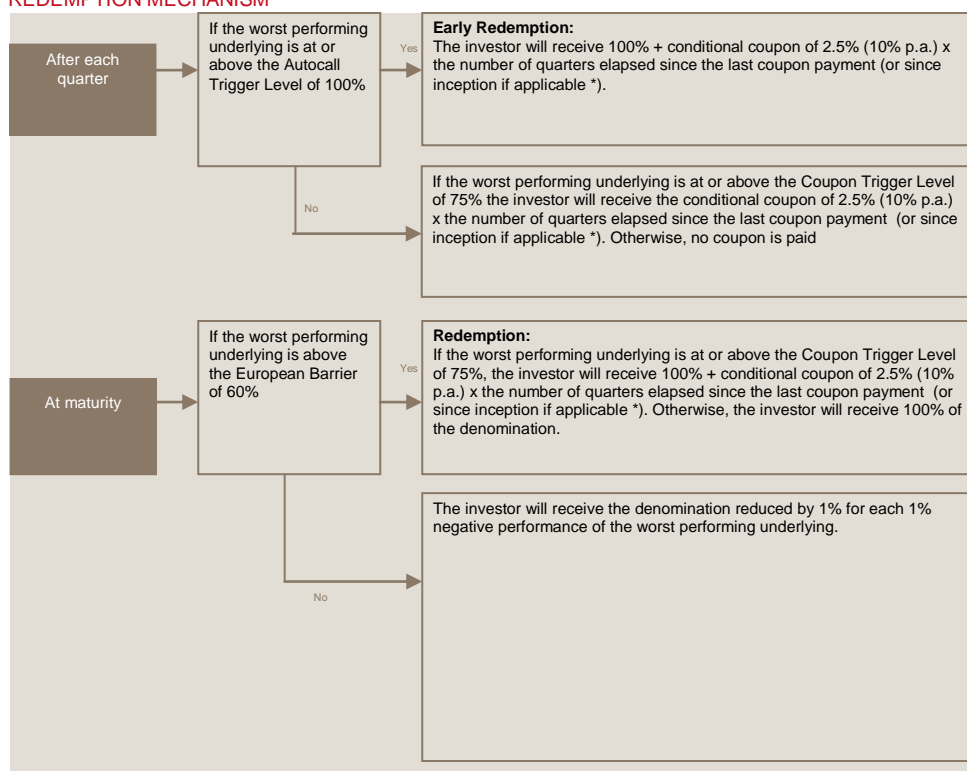 REDEMPTION MECHANISM
After each
quarter
If the worst performing
underlying is at or
above the Autocall
Trigger Level of 100%
Yes
Early Redemption:
The investor will receive 100% + conditional coupon of 2.5% (10% p.a.) x
the number of quarters elapsed since the last coupon payment (or since
inception if applicable *).
No
If the worst performing underlying is at or above the Coupon Trigger Level
of 75% the investor will receive the conditional coupon of 2.5% (10% p.a.)
x the number of quarters elapsed since the last coupon payment (or since
inception if applicable *). Otherwise, no coupon is paid
At maturity
If the worst performing
underlying is above
the European Barrier
of 60%
Yes
Redemption:
If the worst performing underlying is at or above the Coupon Trigger Level
of 75%, the investor will receive 100% + conditional coupon of 2.5% (10%
p.a.) x the number of quarters elapsed since the last coupon payment (or
since inception if applicable *). Otherwise, the investor will receive 100% of
the denomination.
No
The investor will receive the denomination reduced by 1% for each 1%
negative performance of the worst performing underlying.